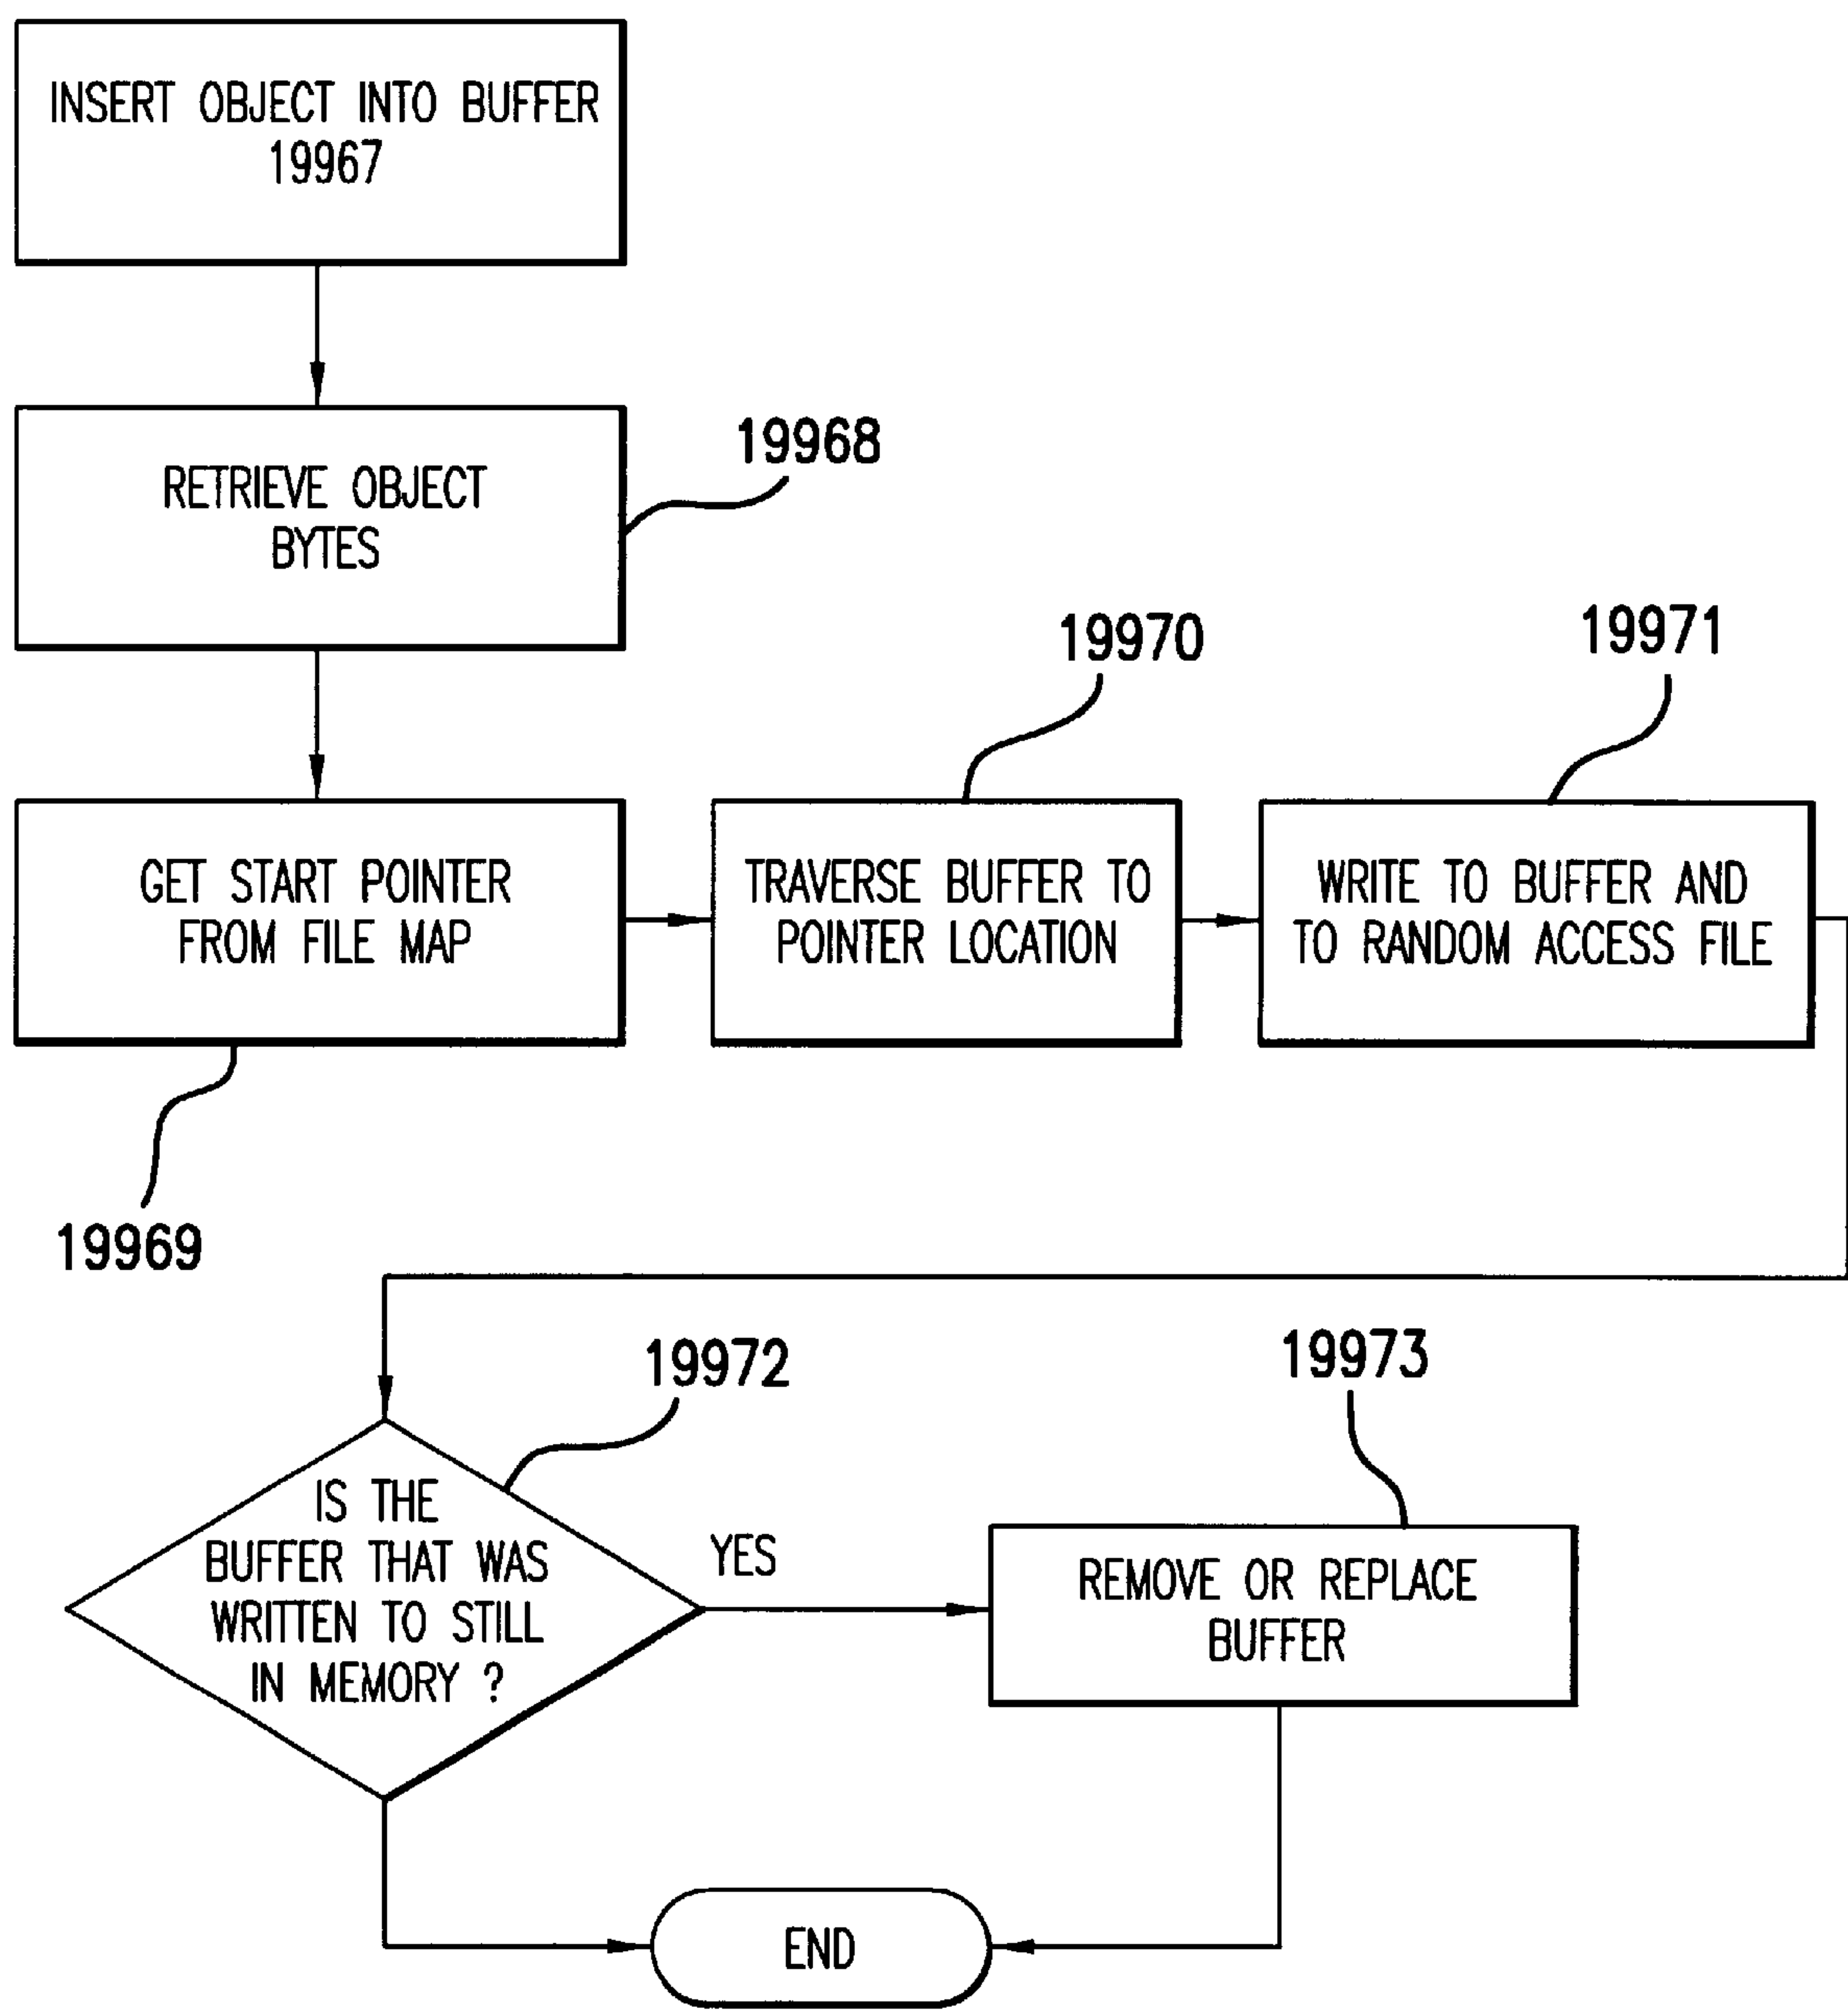 INSERT OBJECT INTO BUFFER
19967
RETRIEVE OBJECT
BYTES
19968
GET START POINTER
FROM FILE MAP
19969
TRAVERSE BUFFER TO
POINTER LOCATION
19970
WRITE TO BUFFER AND
TO RANDOM ACCESS FILE
19971
IS THE
BUFFER THAT WAS
WRITTEN TO STILL
IN MEMORY ?
19972
YES
REMOVE OR REPLACE
BUFFER
19973
END